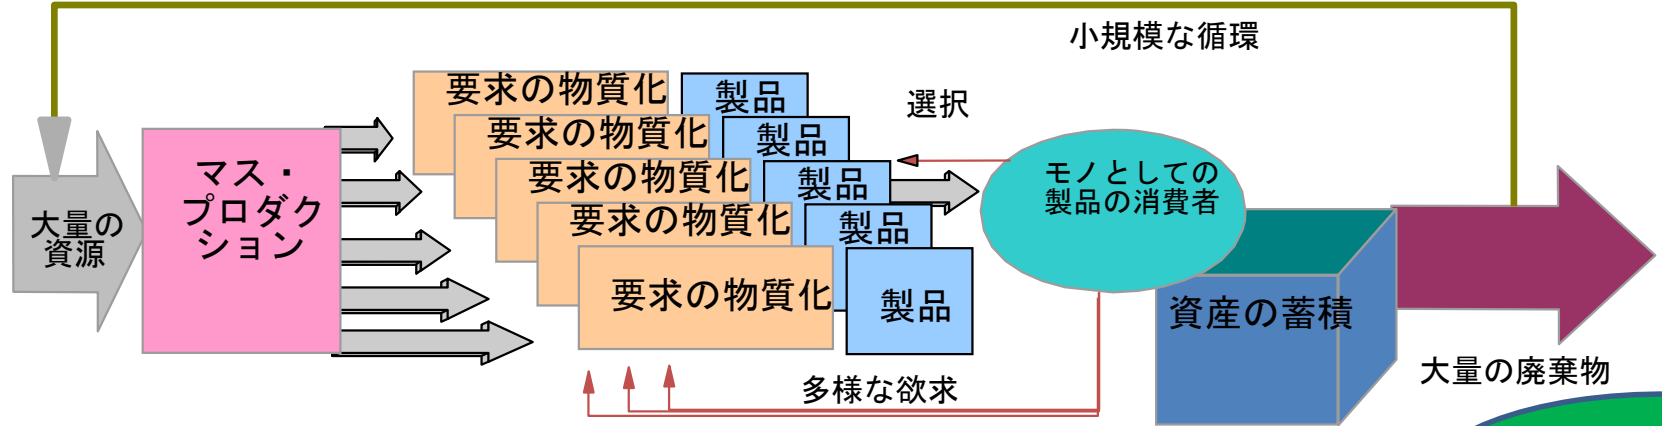 小規模な循環
要求の物質化
製品
選択
要求の物質化
製品
マス・
プロダク
ション
要求の物質化
製品
モノとしての
製品の消費者
大量の
資源
要求の物質化
製品
要求の物質化
製品
資産の蓄積
大量の廃棄物
多様な欲求